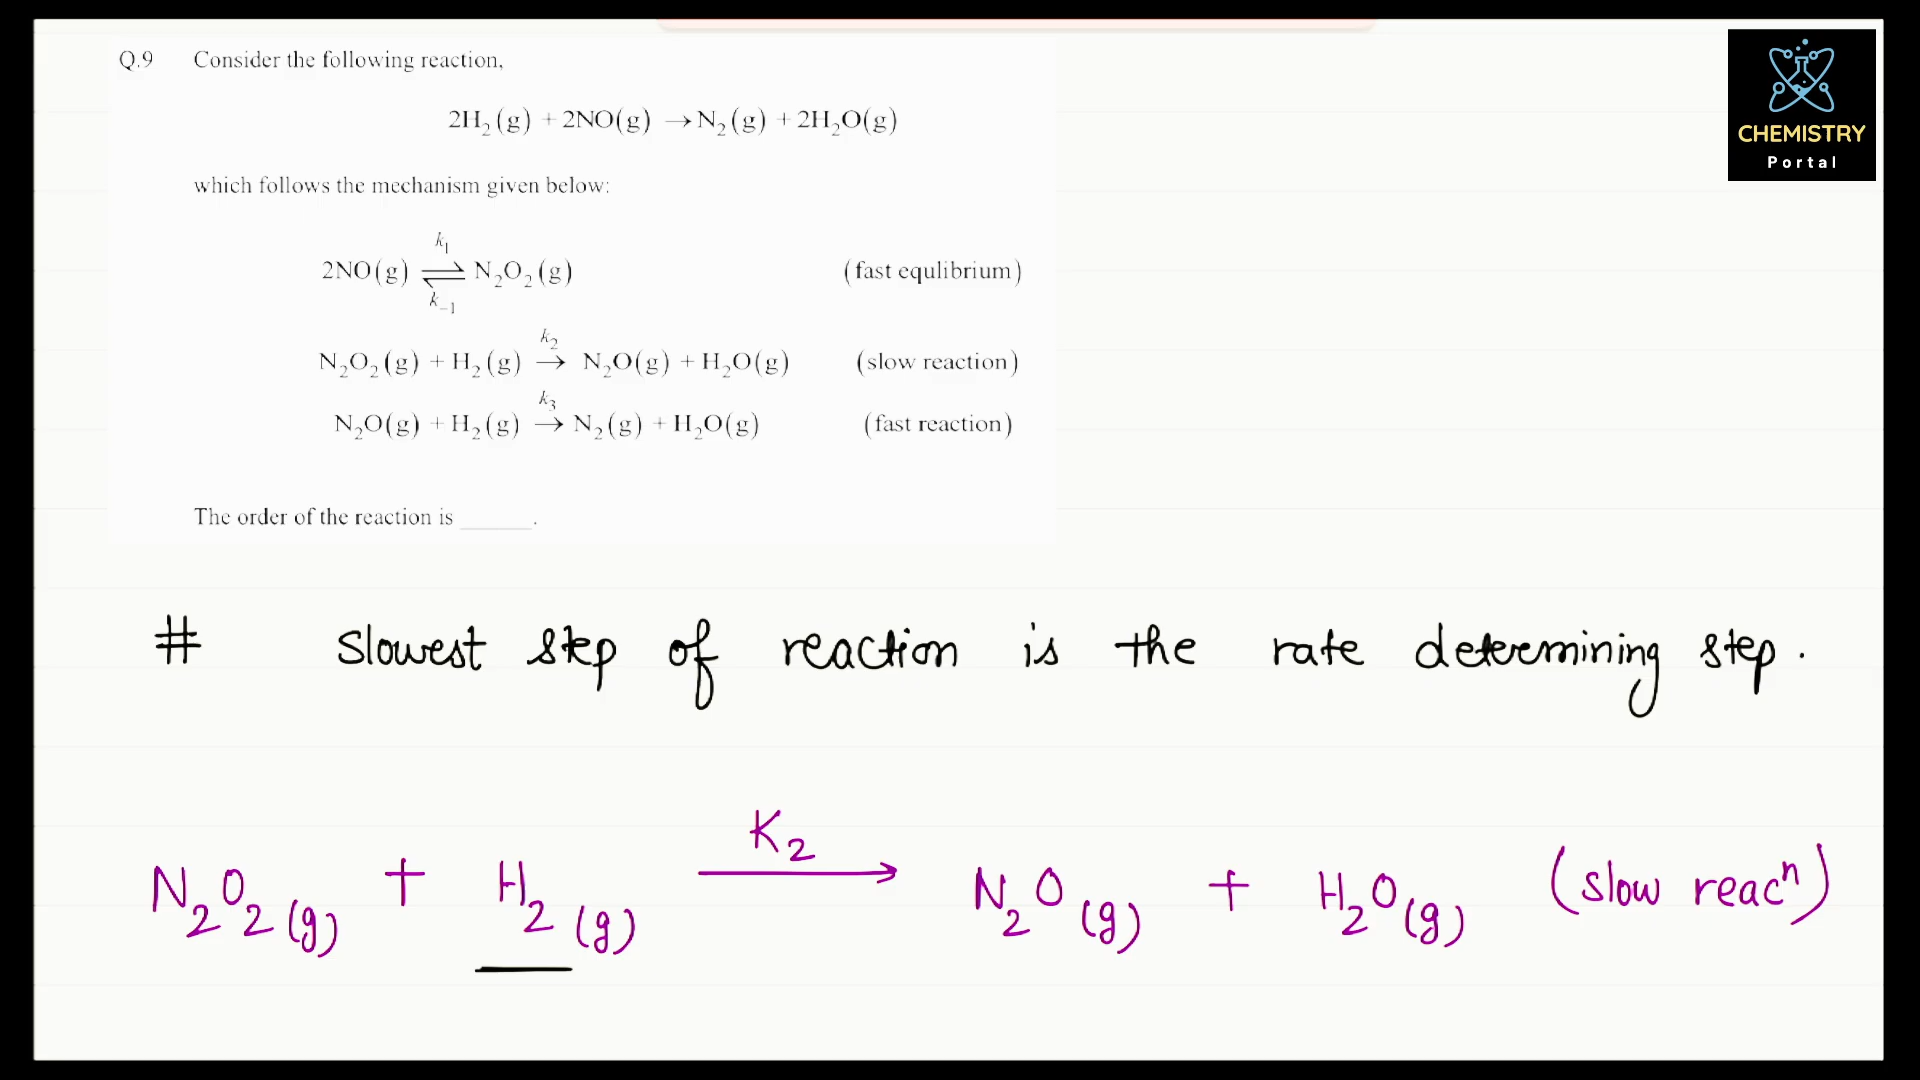 Q.9 Consider the following reaction,
CHEMISTRY
Portal
2H₂(g) + 2NO(g) → N₂(g) + 2H₂O(g)
which follows the mechanism given below:
k₁
2NO(g) ⇌ N₂O₂(g) (fast equlibrium)
k₋₁
k₂
N₂O₂(g) + H₂(g) → N₂O(g) + H₂O(g) (slow reaction)
k₃
N₂O(g) + H₂(g) → N₂(g) + H₂O(g) (fast reaction)
The order of the reaction is ______.
# Slowest step of reaction is the rate determining step.
K₂
N₂O₂(g) + H₂(g) → N₂O(g) + H₂O(g) (slow reacⁿ)